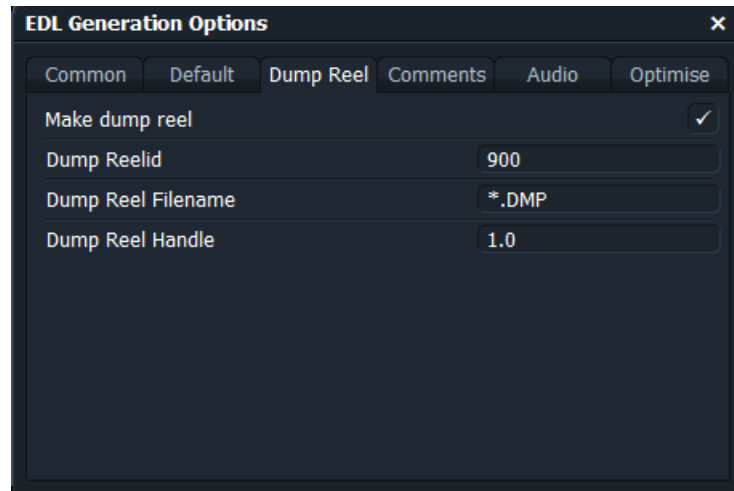 EDL Generation Options ×
Common Default Dump Reel Comments Audio Optimise
Make dump reel ✓
Dump Reelid 900
Dump Reel Filename *.DMP
Dump Reel Handle 1.0